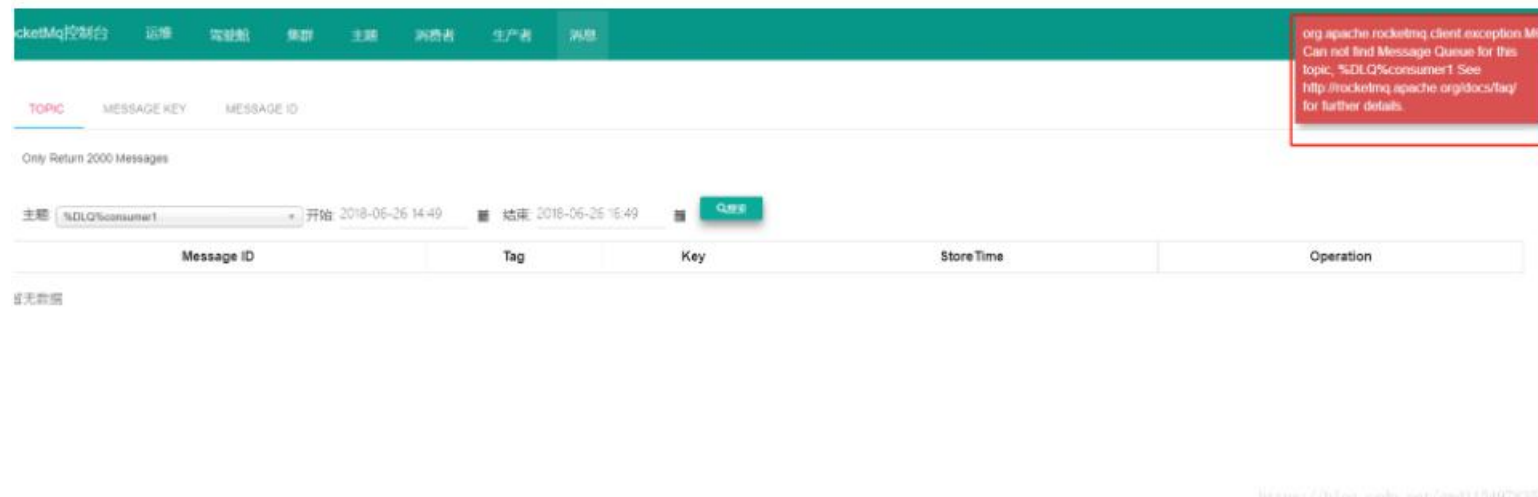 cketMq控制台 运维 驾驶舱 集群 主题 消费者 生产者 消息
org.apache.rocketmq.client.exception.MQ
Can not find Message Queue for this
topic, %DLQ%consumer1 See
http://rocketmq.apache.org/docs/faq/
for further details.
TOPIC MESSAGE KEY MESSAGE ID
Only Return 2000 Messages
主题: %DLQ%consumer1 开始: 2018-06-26 14:49 结束: 2018-06-26 16:49 搜索
Message ID Tag Key StoreTime Operation
暂无数据